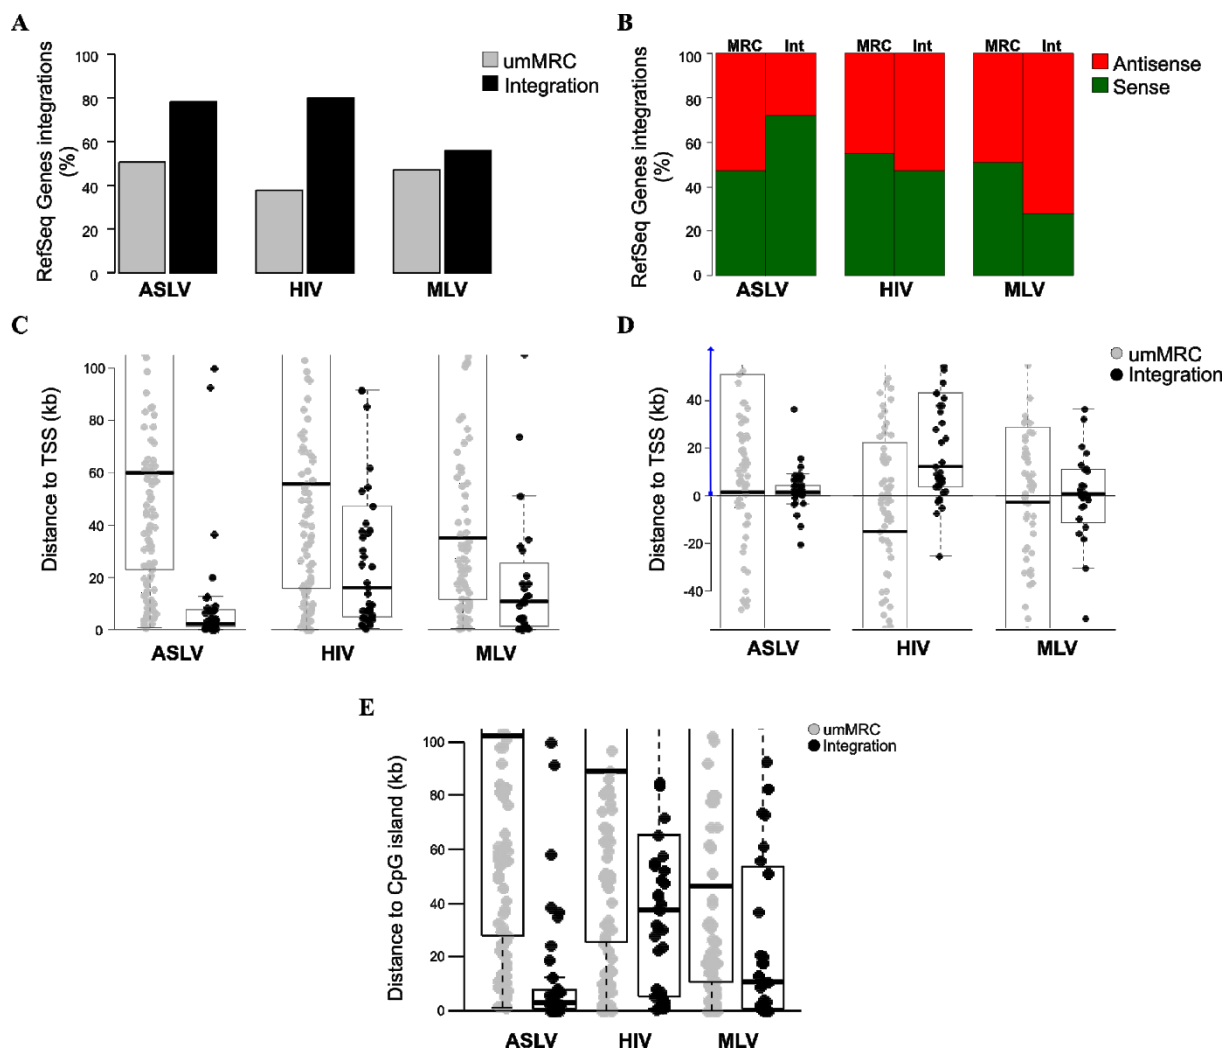 A
RefSeq Genes integrations
(%)
100
80
60
40
20
0
umMRC
Integration
ASLV
HIV
MLV
B
RefSeq Genes integrations
(%)
100
80
60
40
20
0
MRC Int
MRC Int
MRC Int
Antisense
Sense
ASLV
HIV
MLV
C
Distance to TSS (kb)
100
80
60
40
20
0
ASLV
HIV
MLV
D
Distance to TSS (kb)
40
20
0
-20
-40
umMRC
Integration
ASLV
HIV
MLV
E
Distance to CpG island (kb)
100
80
60
40
20
0
umMRC
Integration
ASLV
HIV
MLV